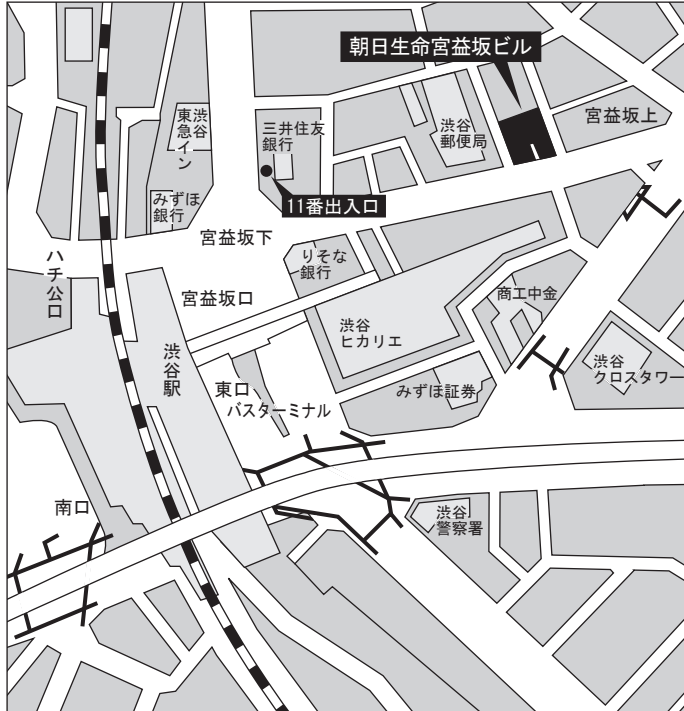 朝日生命宮益坂ビル
渋谷
東急イン
三井住友
銀行
渋谷
郵便局
宮益坂上
みずほ
銀行
11番出入口
宮益坂下
ハチ公口
りそな
銀行
宮益坂口
商工中金
渋谷
ヒカリエ
渋谷駅
東口
バスターミナル
みずほ証券
渋谷
クロスタワー
南口
渋谷
警察署